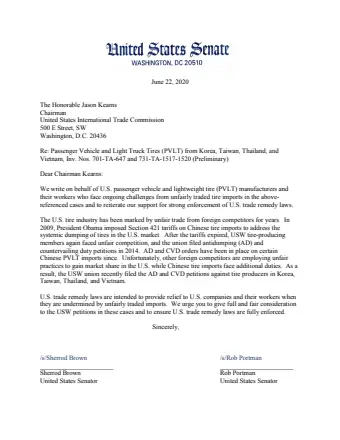 United States Senate
WASHINGTON, DC 20510
June 22, 2020
The Honorable Jason Kearns
Chairman
United States International Trade Commission
500 E Street, SW
Washington, D.C. 20436
Re: Passenger Vehicle and Light Truck Tires (PVLT) from Korea, Taiwan, Thailand, and
Vietnam, Inv. Nos. 701-TA-647 and 731-TA-1517-1520 (Preliminary)
Dear Chairman Kearns:
We write on behalf of U.S. passenger vehicle and lightweight tire (PVLT) manufacturers and
their workers who face ongoing challenges from unfairly traded tire imports in the above-
referenced cases and to reiterate our support for strong enforcement of U.S. trade remedy laws.
The U.S. tire industry has been marked by unfair trade from foreign competitors for years. In
2009, President Obama imposed Section 421 tariffs on Chinese tire imports to address the
systemic dumping of tires in the U.S. market. After the tariffs expired, USW tire-producing
members again faced unfair competition, and the union filed antidumping (AD) and
countervailing duty petitions in 2014. AD and CVD orders have been in place on certain
Chinese PVLT imports since. Unfortunately, other foreign competitors are employing unfair
practices to gain market share in the U.S. while Chinese tire imports face additional duties. As a
result, the USW union recently filed the AD and CVD petitions against tire producers in Korea,
Taiwan, Thailand, and Vietnam.
U.S. trade remedy laws are intended to provide relief to U.S. companies and their workers when
they are undermined by unfairly traded imports. We urge you to give full and fair consideration
to the USW petitions in these cases and to ensure U.S. trade remedy laws are fully enforced.
Sincerely,
/s/Sherrod Brown /s/Rob Portman
Sherrod Brown Rob Portman
United States Senator United States Senator